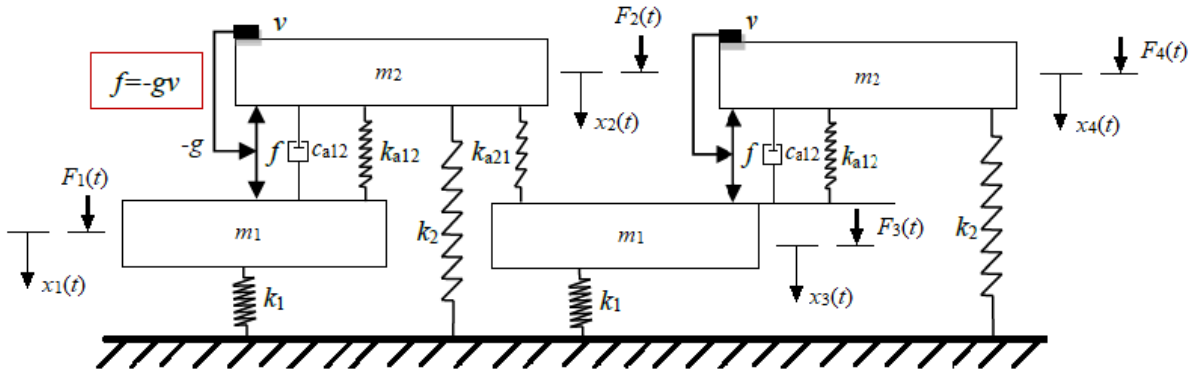 v
F2(t)
v
F4(t)
f=-gv
m2
m2
x2(t)
x4(t)
-g
f
ca12
ka12
ka21
f
ca12
ka12
F1(t)
m1
k2
m1
F3(t)
k2
x1(t)
k1
k1
x3(t)